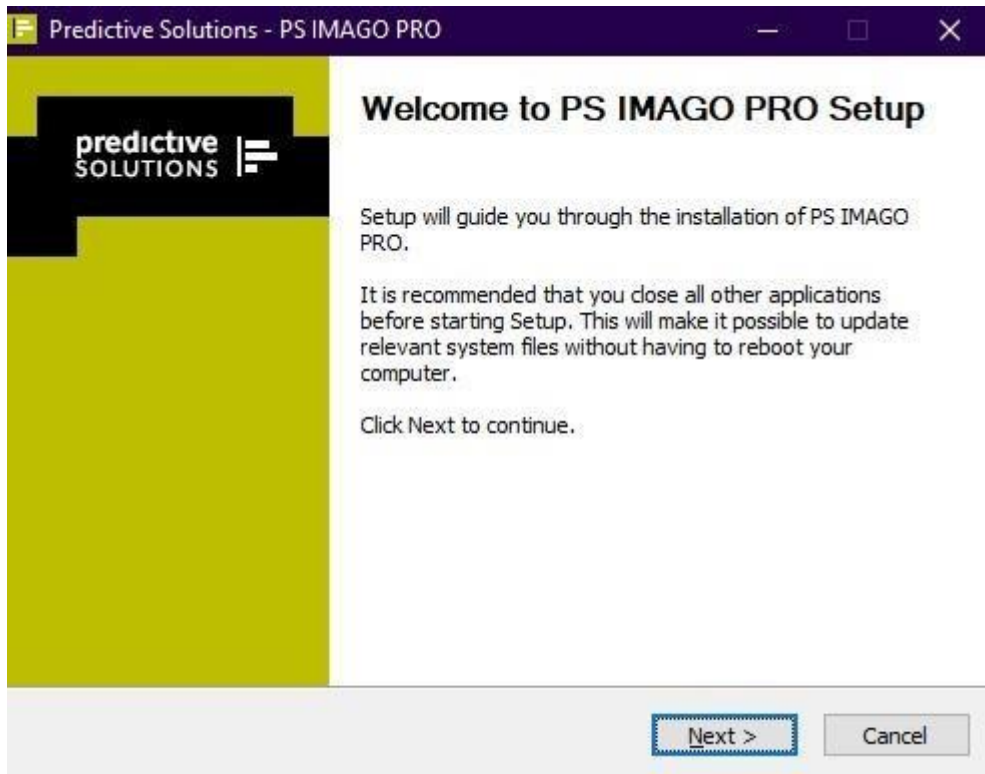 Predictive Solutions - PS IMAGO PRO
predictive
SOLUTIONS
Welcome to PS IMAGO PRO Setup
Setup will guide you through the installation of PS IMAGO
PRO.
It is recommended that you close all other applications
before starting Setup. This will make it possible to update
relevant system files without having to reboot your
computer.
Click Next to continue.
Next >
Cancel